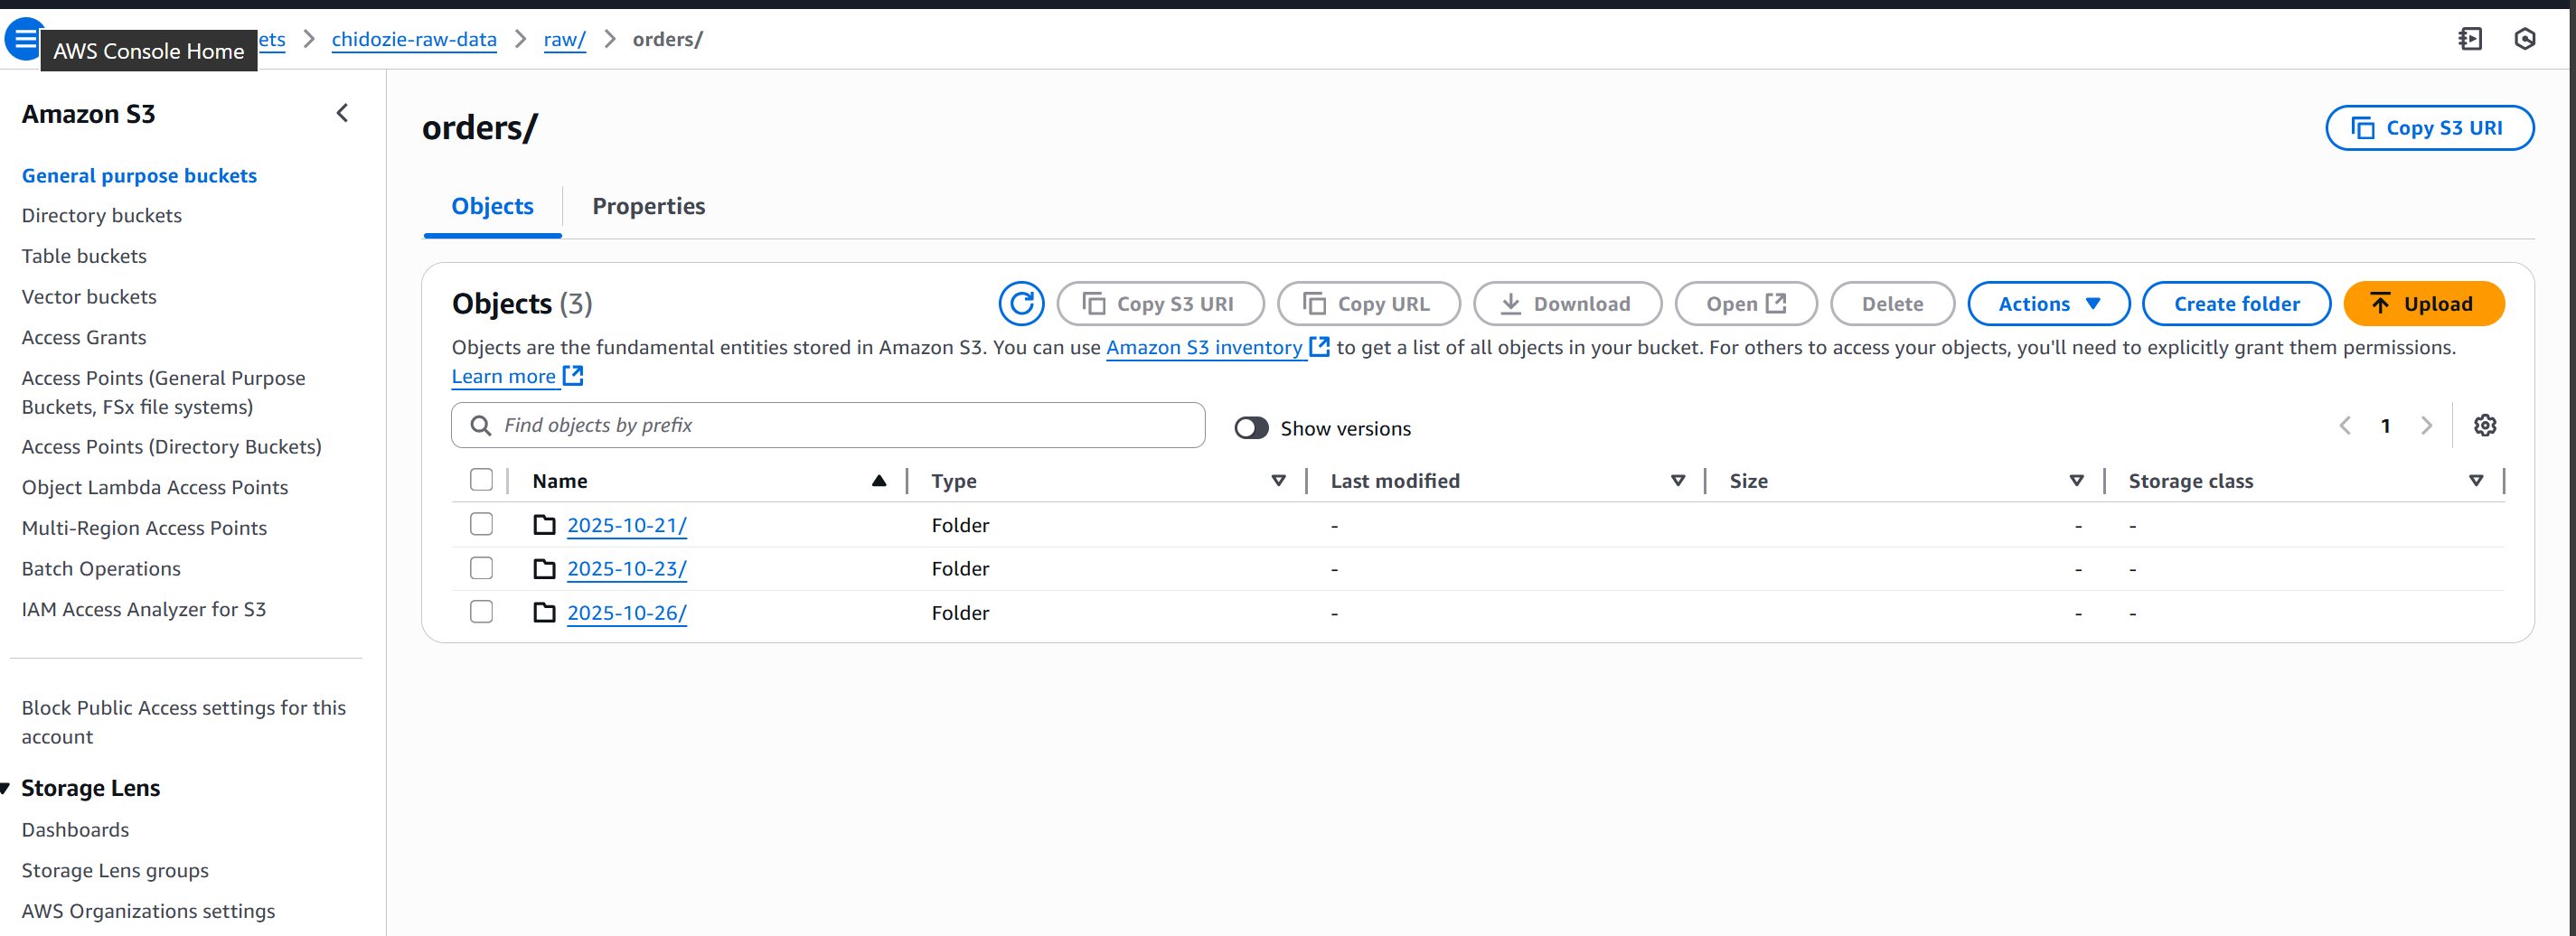 AWS Console Home
ets > chidozie-raw-data > raw/ > orders/
Amazon S3
General purpose buckets
Directory buckets
Table buckets
Vector buckets
Access Grants
Access Points (General Purpose
Buckets, FSx file systems)
Access Points (Directory Buckets)
Object Lambda Access Points
Multi-Region Access Points
Batch Operations
IAM Access Analyzer for S3
Block Public Access settings for this
account
Storage Lens
Dashboards
Storage Lens groups
AWS Organizations settings
orders/
Copy S3 URI
Objects
Properties
Objects (3)
Copy S3 URI
Copy URL
Download
Open
Delete
Actions
Create folder
Upload
Objects are the fundamental entities stored in Amazon S3. You can use Amazon S3 inventory to get a list of all objects in your bucket. For others to access your objects, you'll need to explicitly grant them permissions.
Learn more
Find objects by prefix
Show versions
1
Name Type Last modified Size Storage class
2025-10-21/ Folder - - -
2025-10-23/ Folder - - -
2025-10-26/ Folder - - -